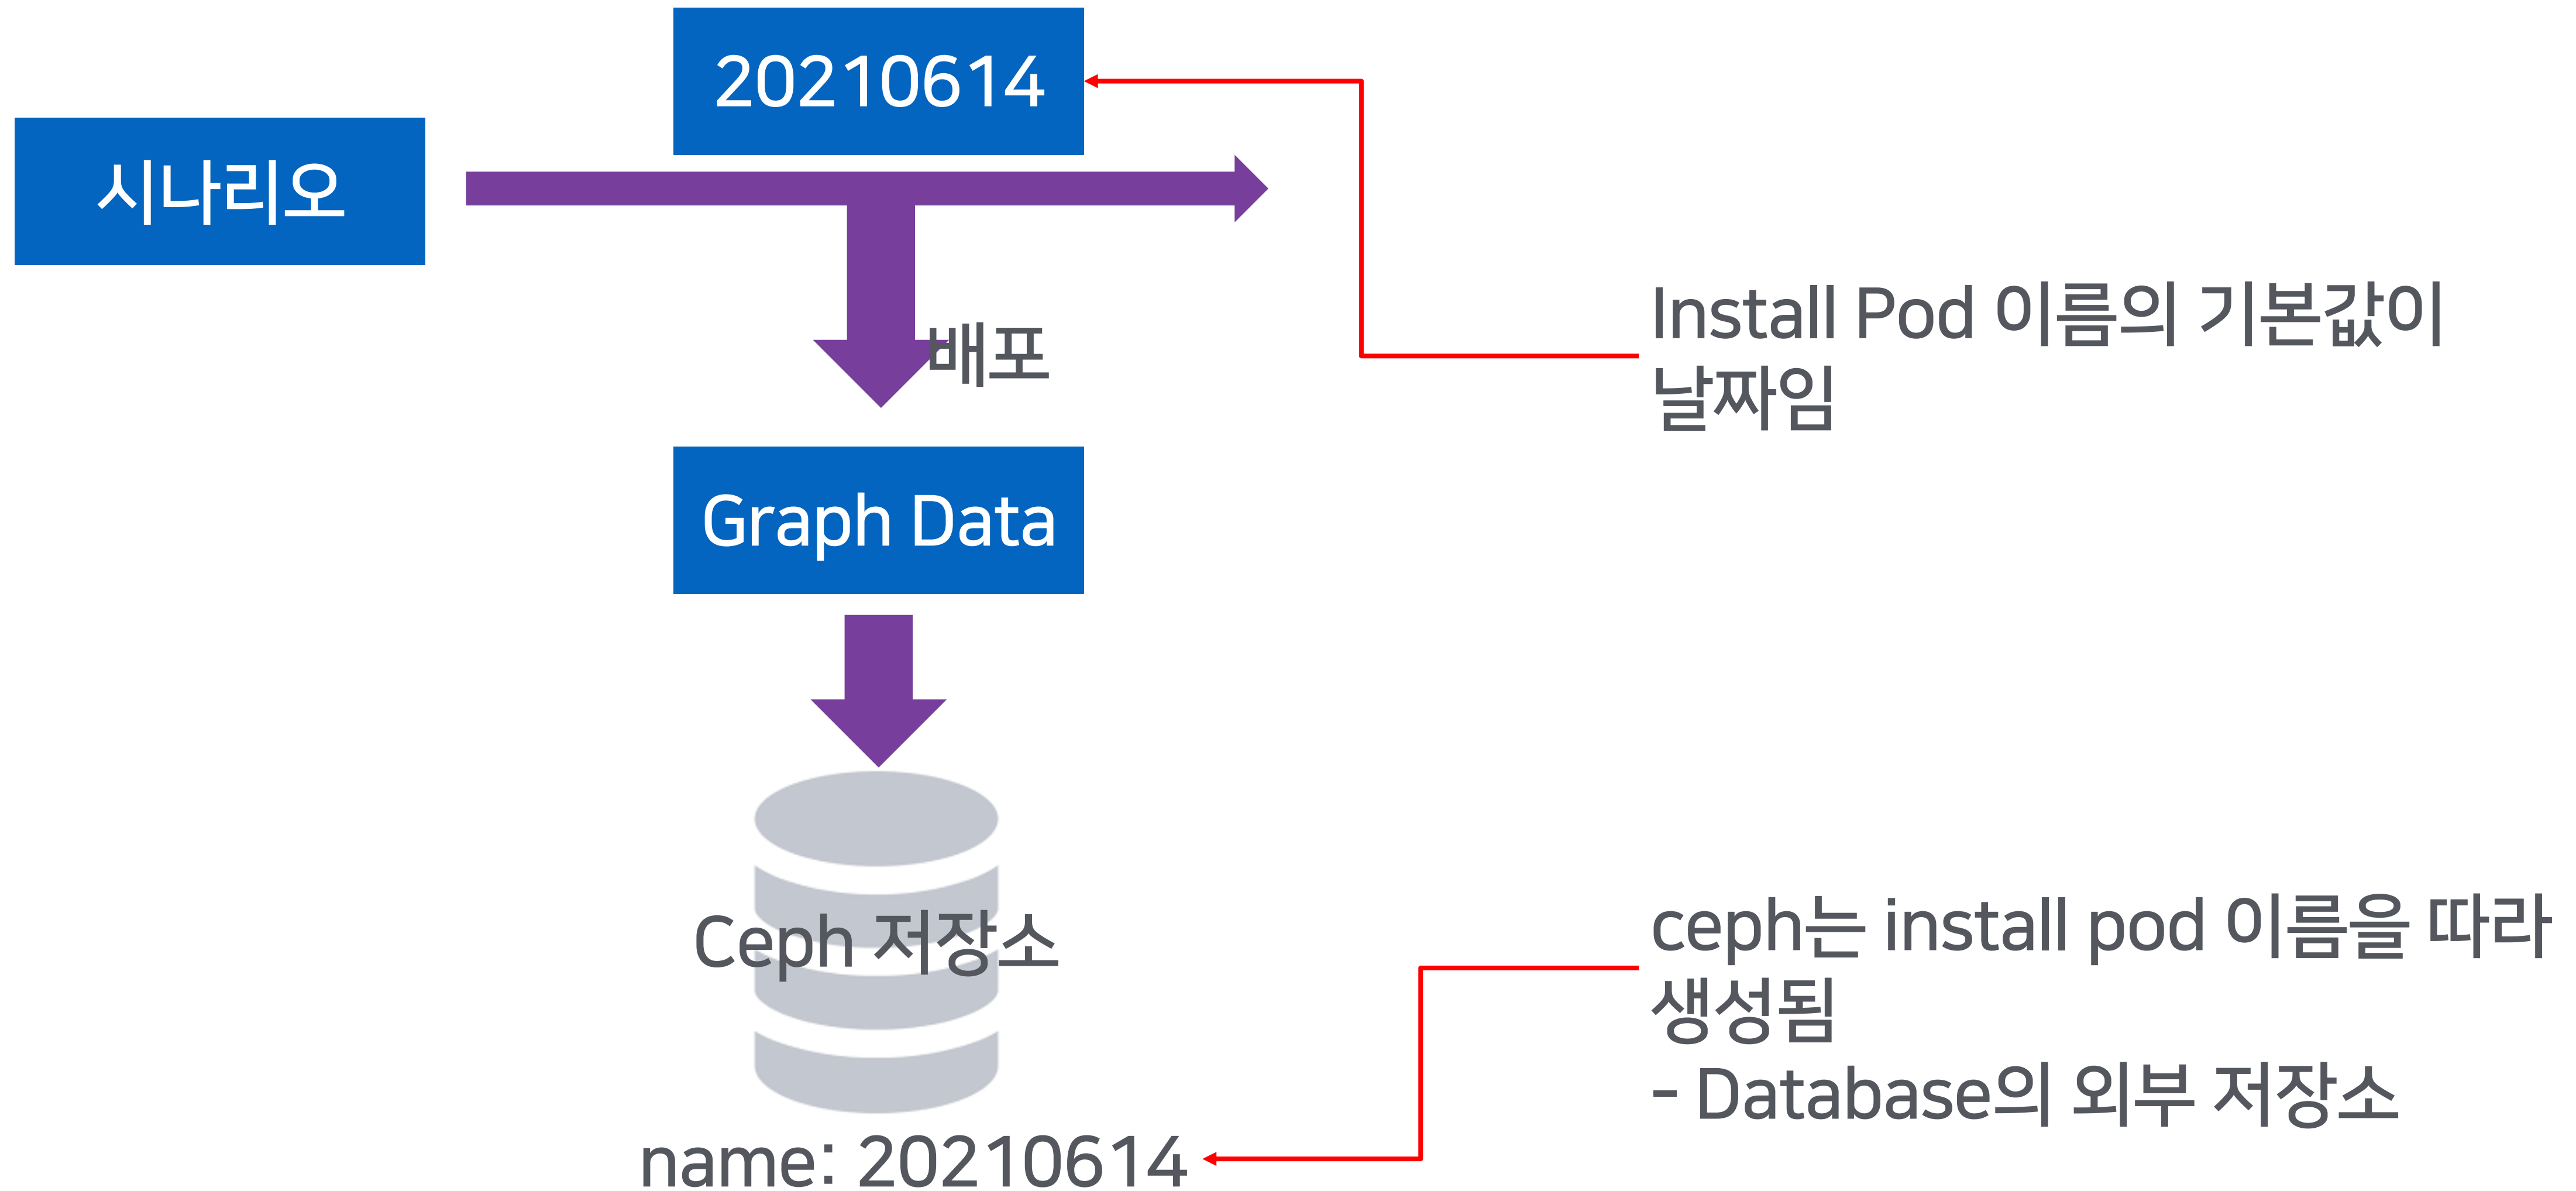 20210614
시나리오
배포
Install Pod 이름의 기본값이
날짜임
Graph Data
Ceph 저장소
ceph는 install pod 이름을 따라
생성됨
- Database의 외부 저장소
name: 20210614